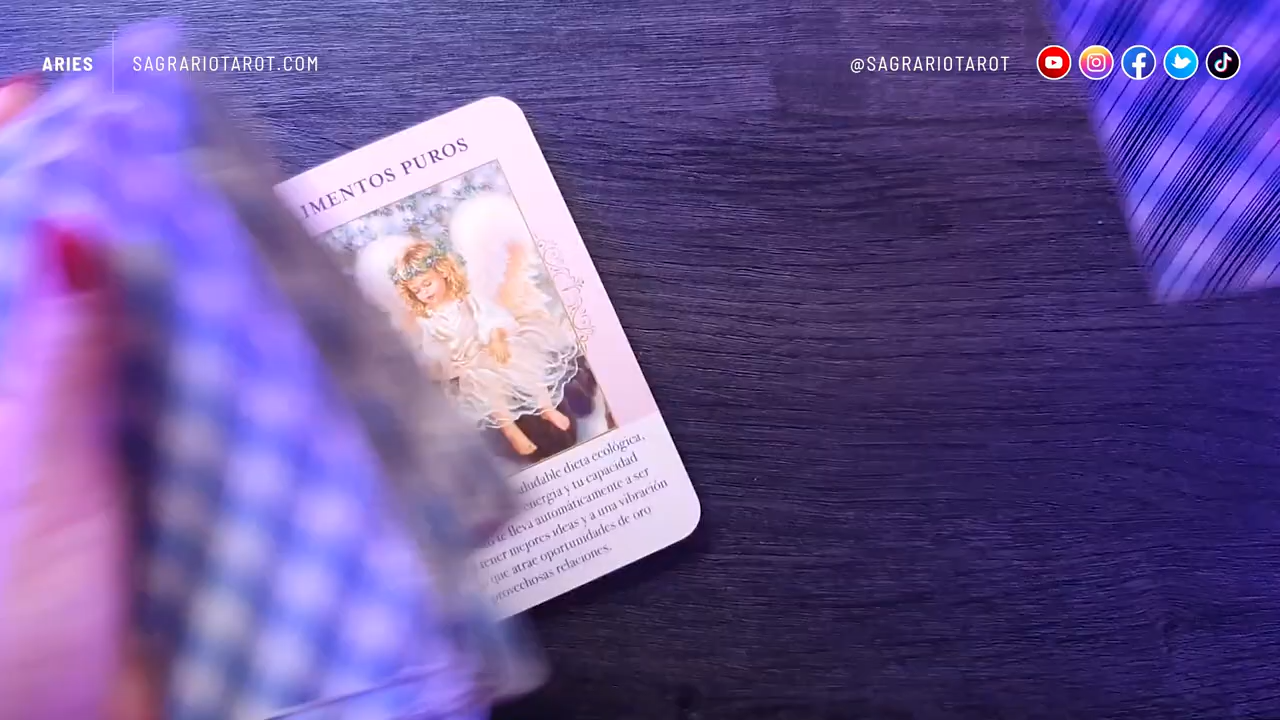 ARIES
SAGRARIOTAROT.COM
@SAGRARIOTAROT
IMENTOS PUROS
aludable dieta ecológica,
energía y tu capacidad
te lleva automáticamente a ser
tener mejores ideas y a una vibración
que atrae oportunidades de oro
provechosas relaciones.